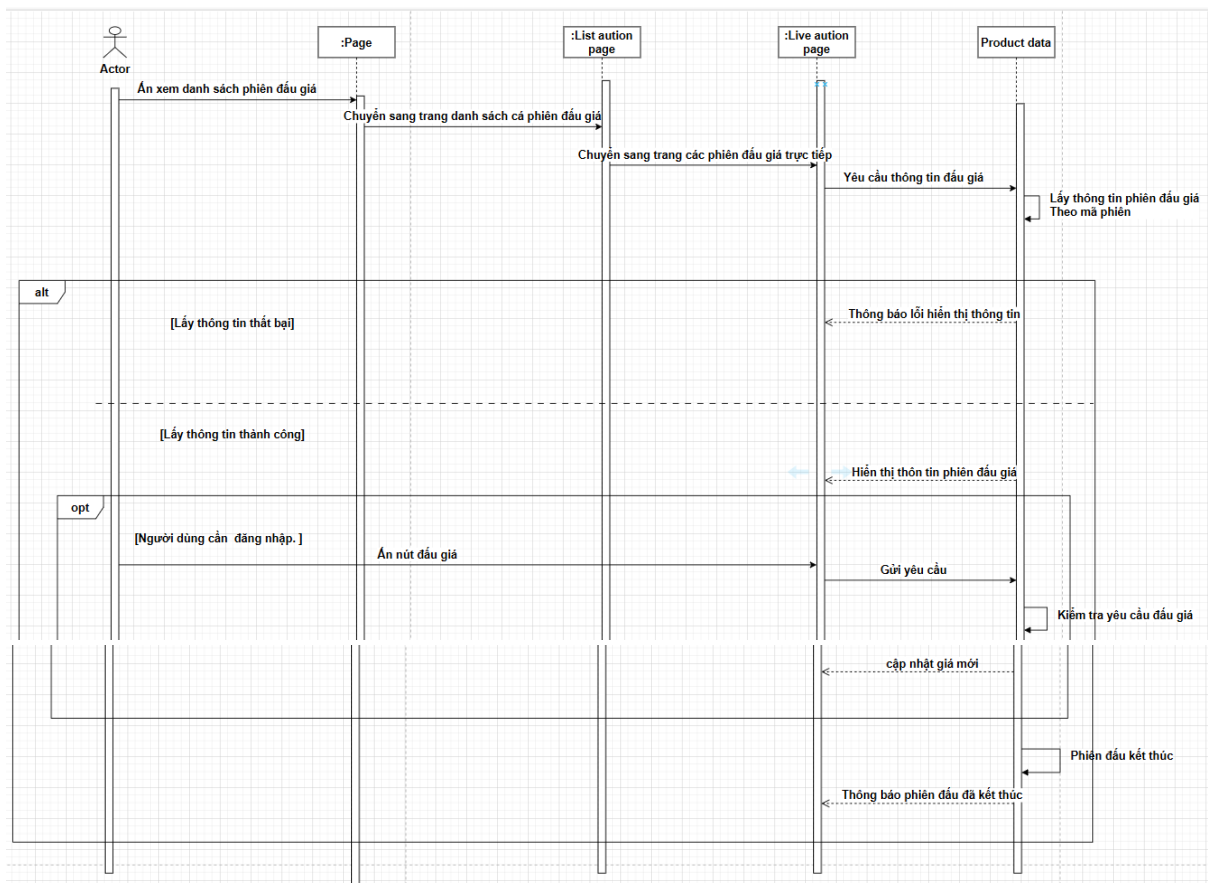 :Page
:List aution
page
:Live aution
page
Product data
Actor
Ấn xem danh sách phiên đấu giá
Chuyển sang trang danh sách cá phiên đấu giá
Chuyển sang trang các phiên đấu giá trực tiếp
Yêu cầu thông tin đấu giá
Lấy thông tin phiên đấu giá
Theo mã phiên
alt
[Lấy thông tin thất bại]
Thông báo lỗi hiển thị thông tin
[Lấy thông tin thành công]
Hiển thị thôn tin phiên đấu giá
opt
[Người dùng cần đăng nhập. ]
Ấn nút đấu giá
Gửi yêu cầu
Kiểm tra yêu cầu đấu giá
cập nhật giá mới
Phiên đấu kết thúc
Thông báo phiên đấu đã kết thúc